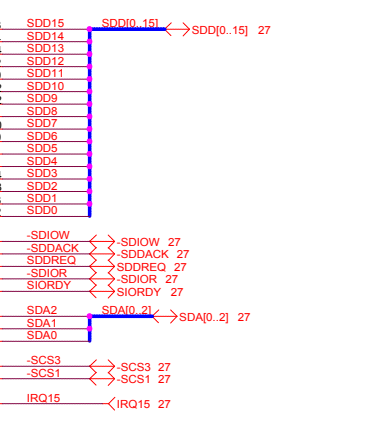 SDD15 SDD[0..15] SDD[0..15] 27
SDD14
SDD13
SDD12
SDD11
SDD10
SDD9
SDD8
SDD7
SDD6
SDD5
SDD4
SDD3
SDD2
SDD1
SDD0
-SDIOW -SDIOW 27
-SDDACK -SDDACK 27
SDDREQ SDDREQ 27
-SDIOR -SDIOR 27
SIORDY SIORDY 27
SDA2 SDA[0..2] SDA[0..2] 27
SDA1
SDA0
-SCS3 -SCS3 27
-SCS1 -SCS1 27
IRQ15 IRQ15 27